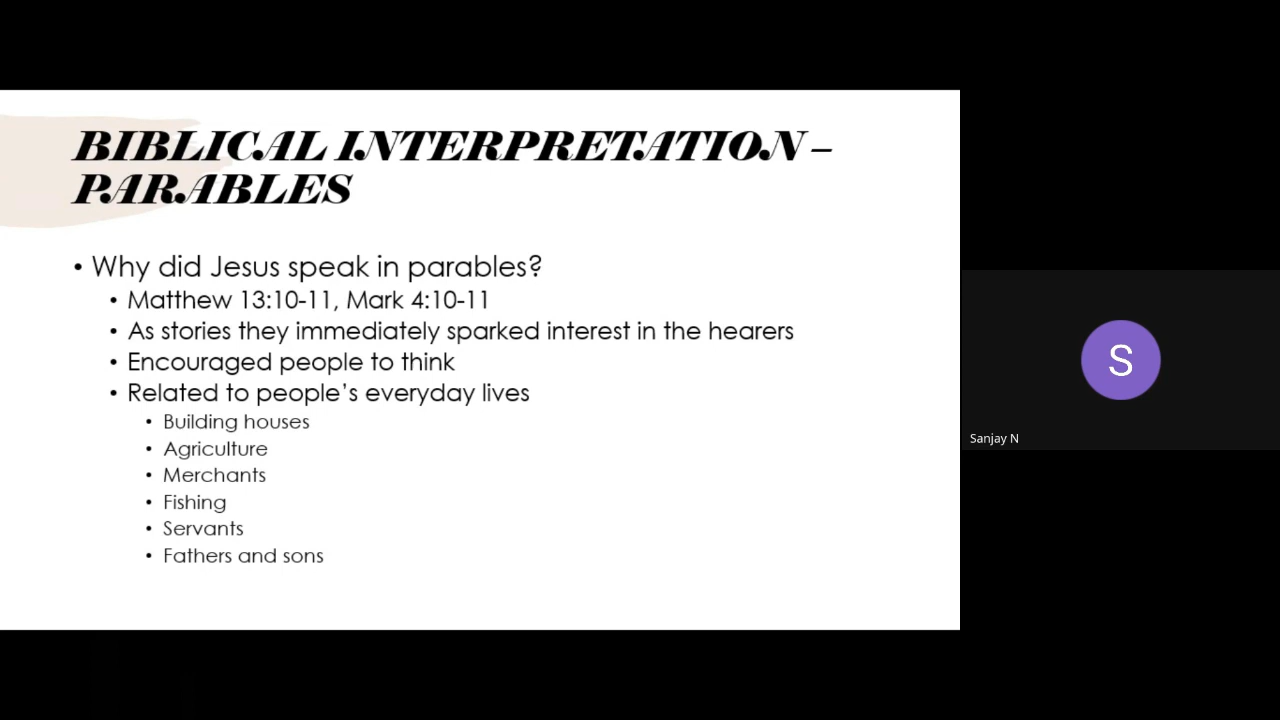 BIBLICAL INTERPRETATION –
PARABLES
• Why did Jesus speak in parables?
• Matthew 13:10-11, Mark 4:10-11
• As stories they immediately sparked interest in the hearers
• Encouraged people to think
• Related to people's everyday lives
• Building houses
• Agriculture
• Merchants
• Fishing
• Servants
• Fathers and sons
S
Sanjay N